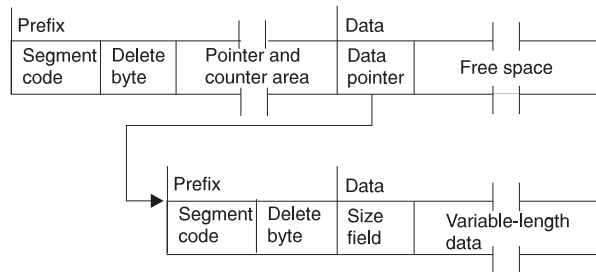 Prefix
Data
Segment code
Delete byte
Pointer and counter area
Data pointer
Free space
Prefix
Data
Segment code
Delete byte
Size field
Variable-length data